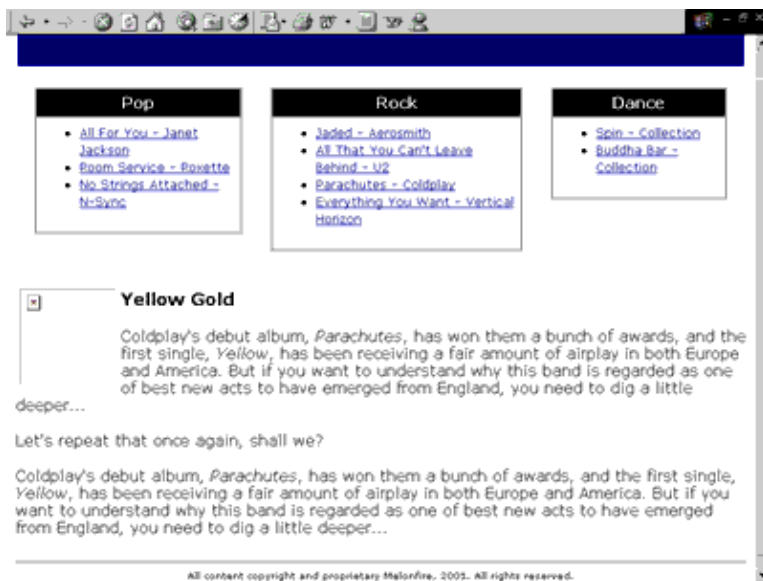 Pop
All For You - Janet
Jackson
Room Service - Roxette
No Strings Attached -
N-Sync
Rock
Jaded - Aerosmith
All That You Can't Leave
Behind - U2
Parachutes - Coldplay
Everything You Want - Vertical
Horizon
Dance
Spin - Collection
Buddha Bar -
Collection
Yellow Gold
Coldplay's debut album, Parachutes, has won them a bunch of awards, and the
first single, Yellow, has been receiving a fair amount of airplay in both Europe
and America. But if you want to understand why this band is regarded as one
of best new acts to have emerged from England, you need to dig a little
deeper...
Let's repeat that once again, shall we?
Coldplay's debut album, Parachutes, has won them a bunch of awards, and the first single,
Yellow, has been receiving a fair amount of airplay in both Europe and America. But if you
want to understand why this band is regarded as one of best new acts to have emerged
from England, you need to dig a little deeper...
All content copyright and proprietary Melonfire, 2001. All rights reserved.